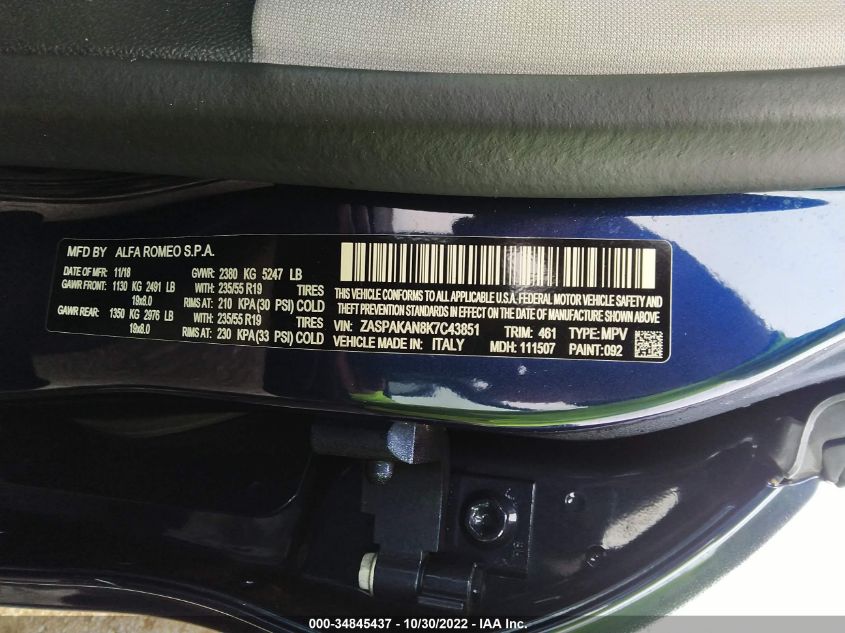 MFD BY ALFA ROMEO S.P.A.
DATE OF MFR: 11/18 GVWR: 2380 KG 5247 LB
GAWR FRONT: 1130 KG 2491 LB WITH: 235/55 R19 TIRES
19x8.0 RIMS AT: 210 KPA(30 PSI) COLD
GAWR REAR: 1350 KG 2976 LB WITH: 235/55 R19 TIRES
19x8.0 RIMS AT: 230 KPA(33 PSI) COLD
THIS VEHICLE CONFORMS TO ALL APPLICABLE U.S.A. FEDERAL MOTOR VEHICLE SAFETY AND
THEFT PREVENTION STANDARDS IN EFFECT ON THE DATE OF MANUFACTURE SHOWN ABOVE
VIN: ZASPAKAN8K7C43851 TRIM: 461 TYPE: MPV
VEHICLE MADE IN: ITALY MDH: 111507 PAINT:092
000-34845437 - 10/30/2022 - IAA Inc.